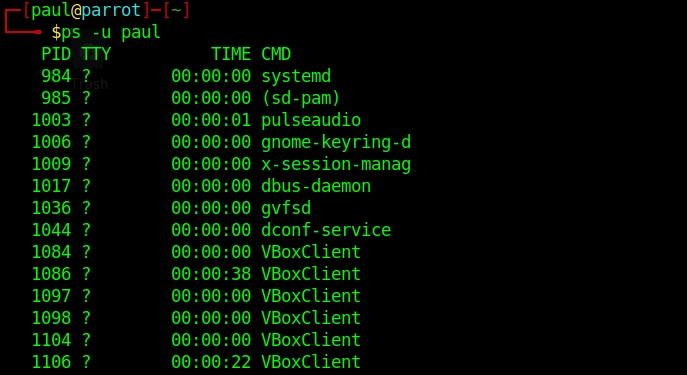 ┌─[paul@parrot]─[~]
└──╼ $ps -u paul
PID TTY          TIME CMD
984 ?        00:00:00 systemd
985 ?        00:00:00 (sd-pam)
1003 ?        00:00:01 pulseaudio
1006 ?        00:00:00 gnome-keyring-d
1009 ?        00:00:00 x-session-manag
1017 ?        00:00:00 dbus-daemon
1036 ?        00:00:00 gvfsd
1044 ?        00:00:00 dconf-service
1084 ?        00:00:00 VBoxClient
1086 ?        00:00:38 VBoxClient
1097 ?        00:00:00 VBoxClient
1098 ?        00:00:00 VBoxClient
1104 ?        00:00:00 VBoxClient
1106 ?        00:00:22 VBoxClient
Trash